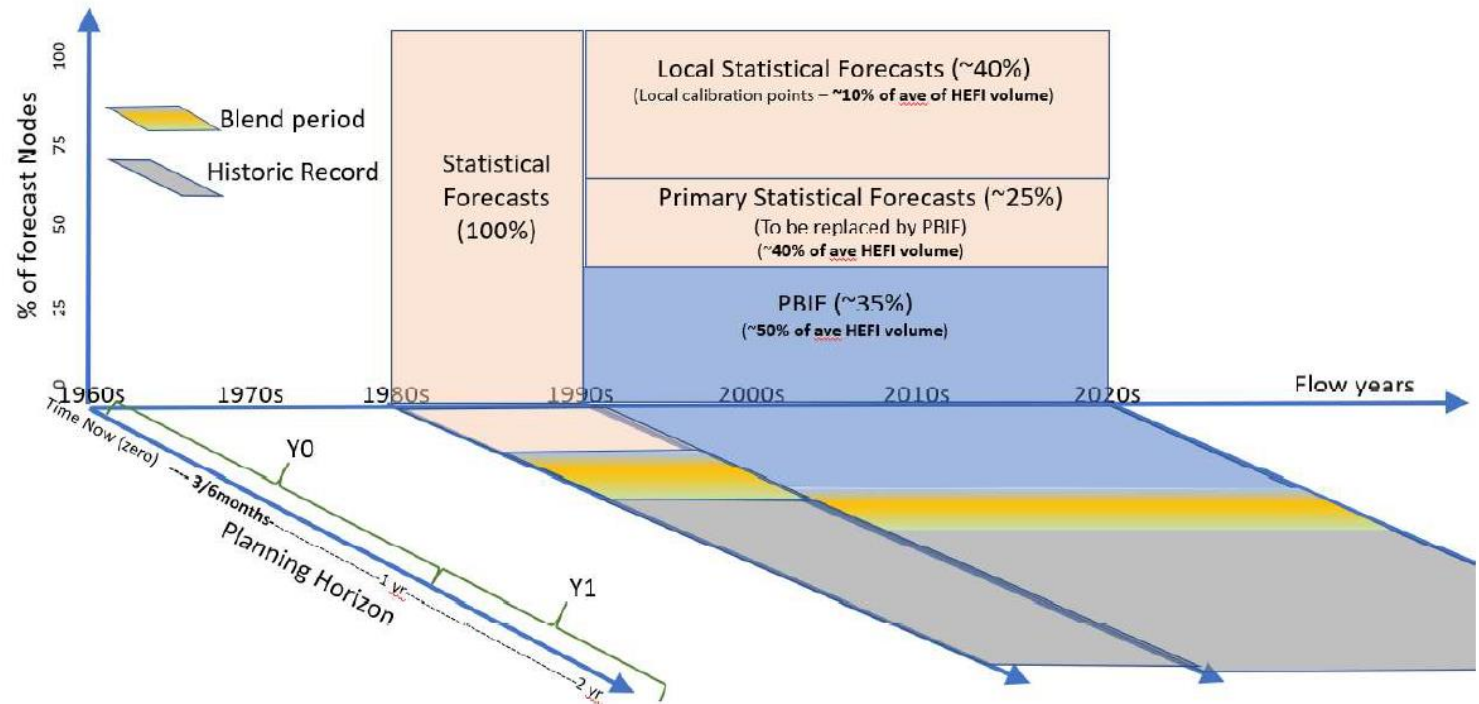 % of forecast Nodes
100
75
50
25
0
Blend period
Historic Record
Statistical
Forecasts
(100%)
Local Statistical Forecasts (~40%)
(Local calibration points – ~10% of ave of HEFI volume)
Primary Statistical Forecasts (~25%)
(To be replaced by PBIF)
(~40% of ave HEFI volume)
PBIF (~35%)
(~50% of ave HEFI volume)
1960s
1970s
1980s
1990s
2000s
2010s
2020s
Flow years
Time Now (zero)
3/6months
1 yr
2 yr
Planning Horizon
Y0
Y1